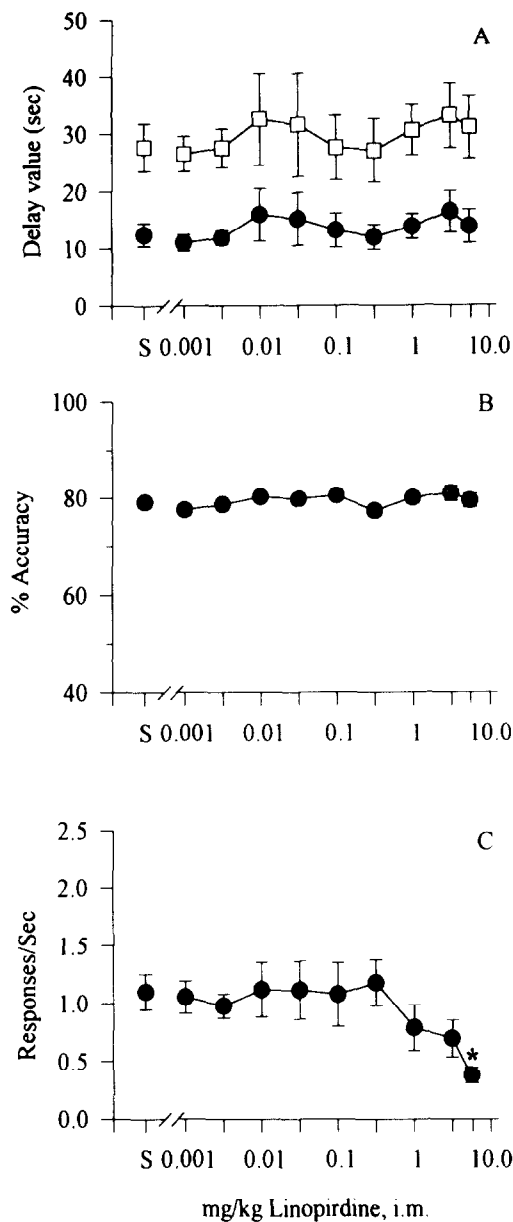 A
50
40
30
20
10
0
Delay value (sec)
S 0.001 0.01 0.1 1 10.0
B
100
80
60
40
% Accuracy
S 0.001 0.01 0.1 1 10.0
C
2.5
2.0
1.5
1.0
0.5
0.0
Responses/Sec
*
S 0.001 0.01 0.1 1 10.0
mg/kg Linopirdine, i.m.